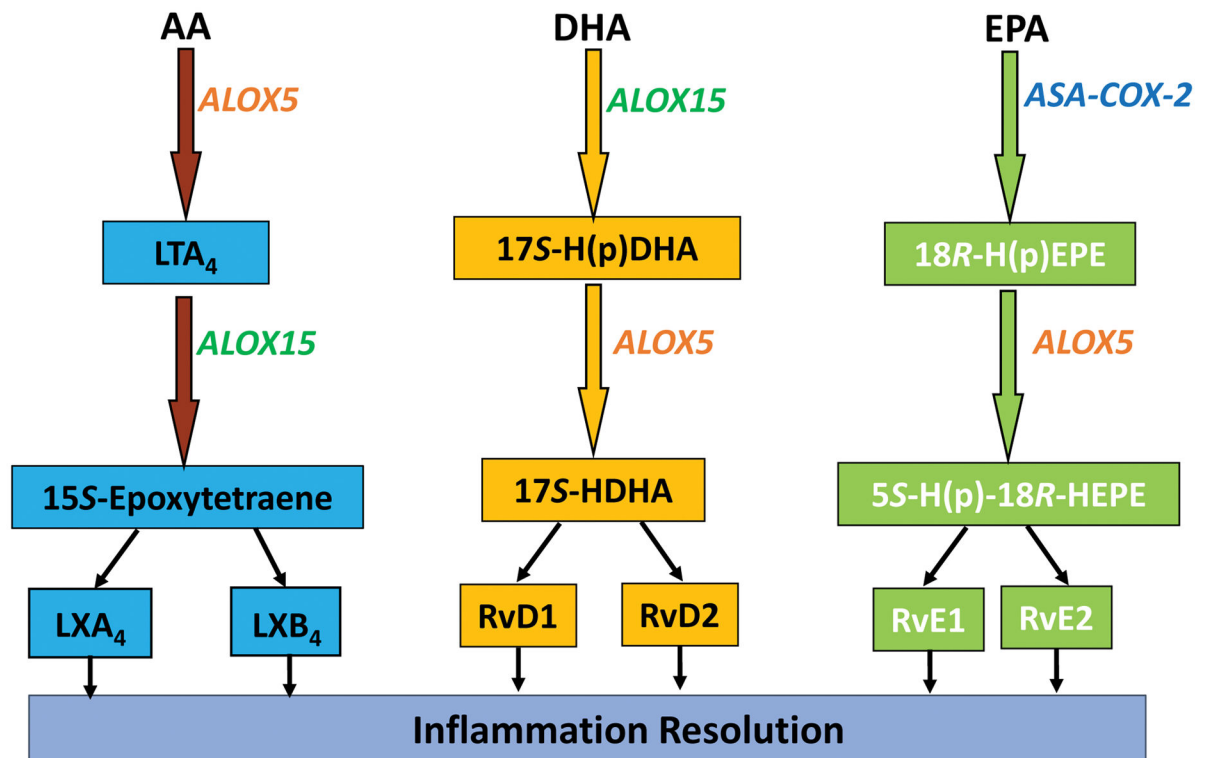 AA DHA EPA
ALOX5 ALOX15 ASA-COX-2
LTA₄ 17S-H(p)DHA 18R-H(p)EPE
ALOX15 ALOX5 ALOX5
15S-Epoxytetraene 17S-HDHA 5S-H(p)-18R-HEPE
LXA₄ LXB₄ RvD1 RvD2 RvE1 RvE2
Inflammation Resolution